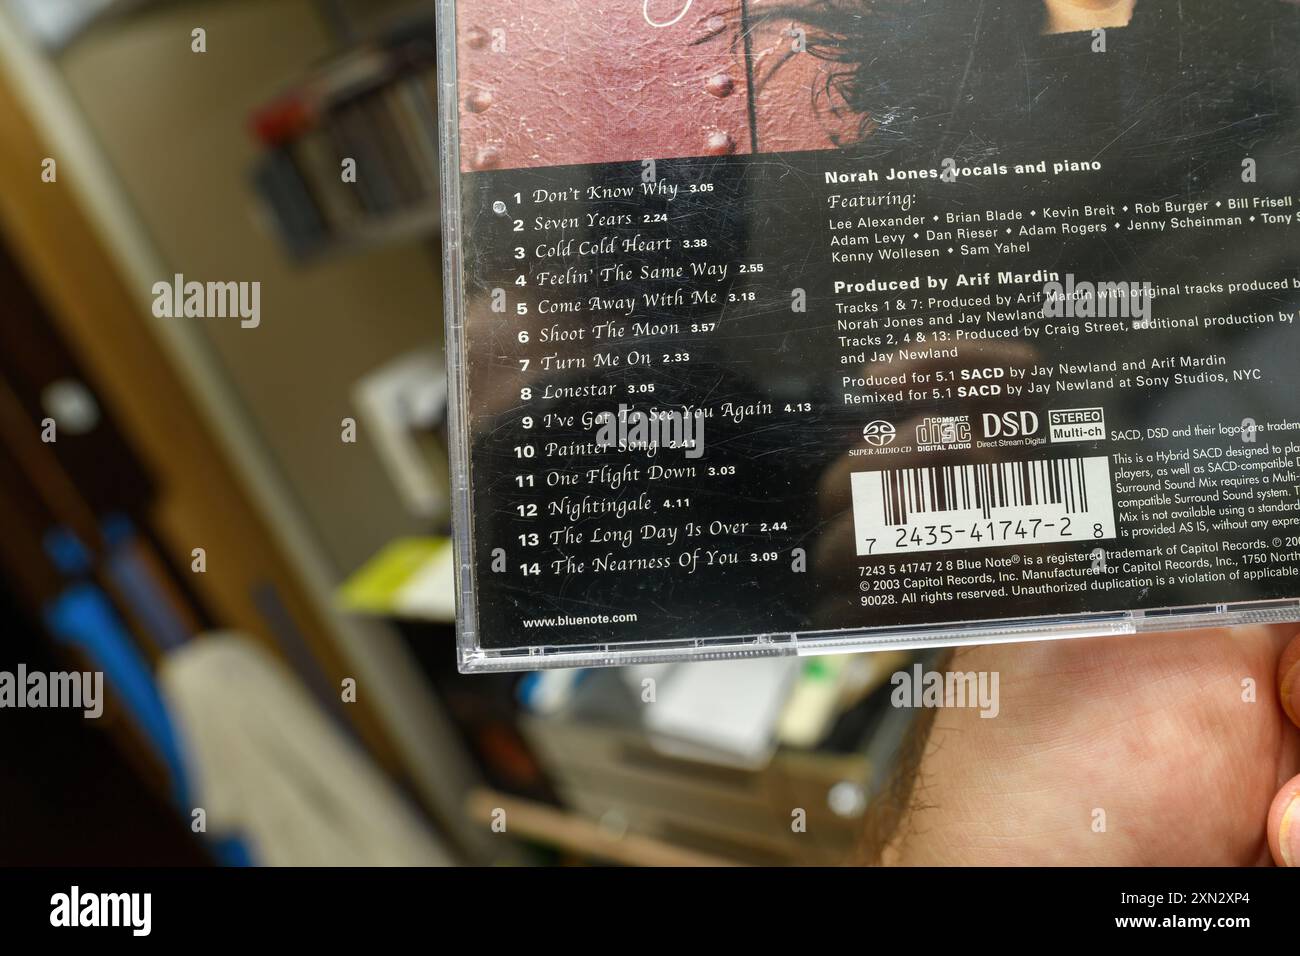 1 Don't Know Why 3.05
2 Seven Years 2.24
3 Cold Cold Heart 3.38
4 Feelin' The Same Way 2.55
5 Come Away With Me 3.18
6 Shoot The Moon 3.57
7 Turn Me On 2.33
8 Lonestar 3.05
9 I've Got To See You Again 4.13
10 Painter Song 2.41
11 One Flight Down 3.03
12 Nightingale 4.11
13 The Long Day Is Over 2.44
14 The Nearness Of You 3.09
www.bluenote.com
Norah Jones, vocals and piano
Featuring:
Lee Alexander ♦ Brian Blade ♦ Kevin Breit ♦ Rob Burger ♦ Bill Frisell
Adam Levy ♦ Dan Rieser ♦ Adam Rogers ♦ Jenny Scheinman ♦ Tony
Kenny Wollesen ♦ Sam Yahel
Produced by Arif Mardin
Tracks 1 & 7: Produced by Arif Mardin with original tracks produced
Norah Jones and Jay Newland
Tracks 2, 4 & 13: Produced by Craig Street, additional production by
and Jay Newland
Produced for 5.1 SACD by Jay Newland and Arif Mardin
Remixed for 5.1 SACD by Jay Newland at Sony Studios, NYC
SUPER AUDIO CD
COMPACT
disc
DIGITAL AUDIO
DSD
Direct Stream Digital
STEREO
Multi-ch
SACD, DSD and their logos are
This is a Hybrid SACD designed to
players, as well as SACD-compatible
Surround Sound Mix requires a
compatible Surround Sound system.
Mix is not available using a
is provided AS IS, without any
7 2435-41747-2 8
7243 5 41747 2 8 Blue Note® is a registered trademark of Capitol Records. ℗
© 2003 Capitol Records, Inc. Manufactured for Capitol Records, Inc., 1750 North
90028. All rights reserved. Unauthorized duplication is a violation of applicable
alamy
alamy
Image ID: 2XN2XP4
www.alamy.com